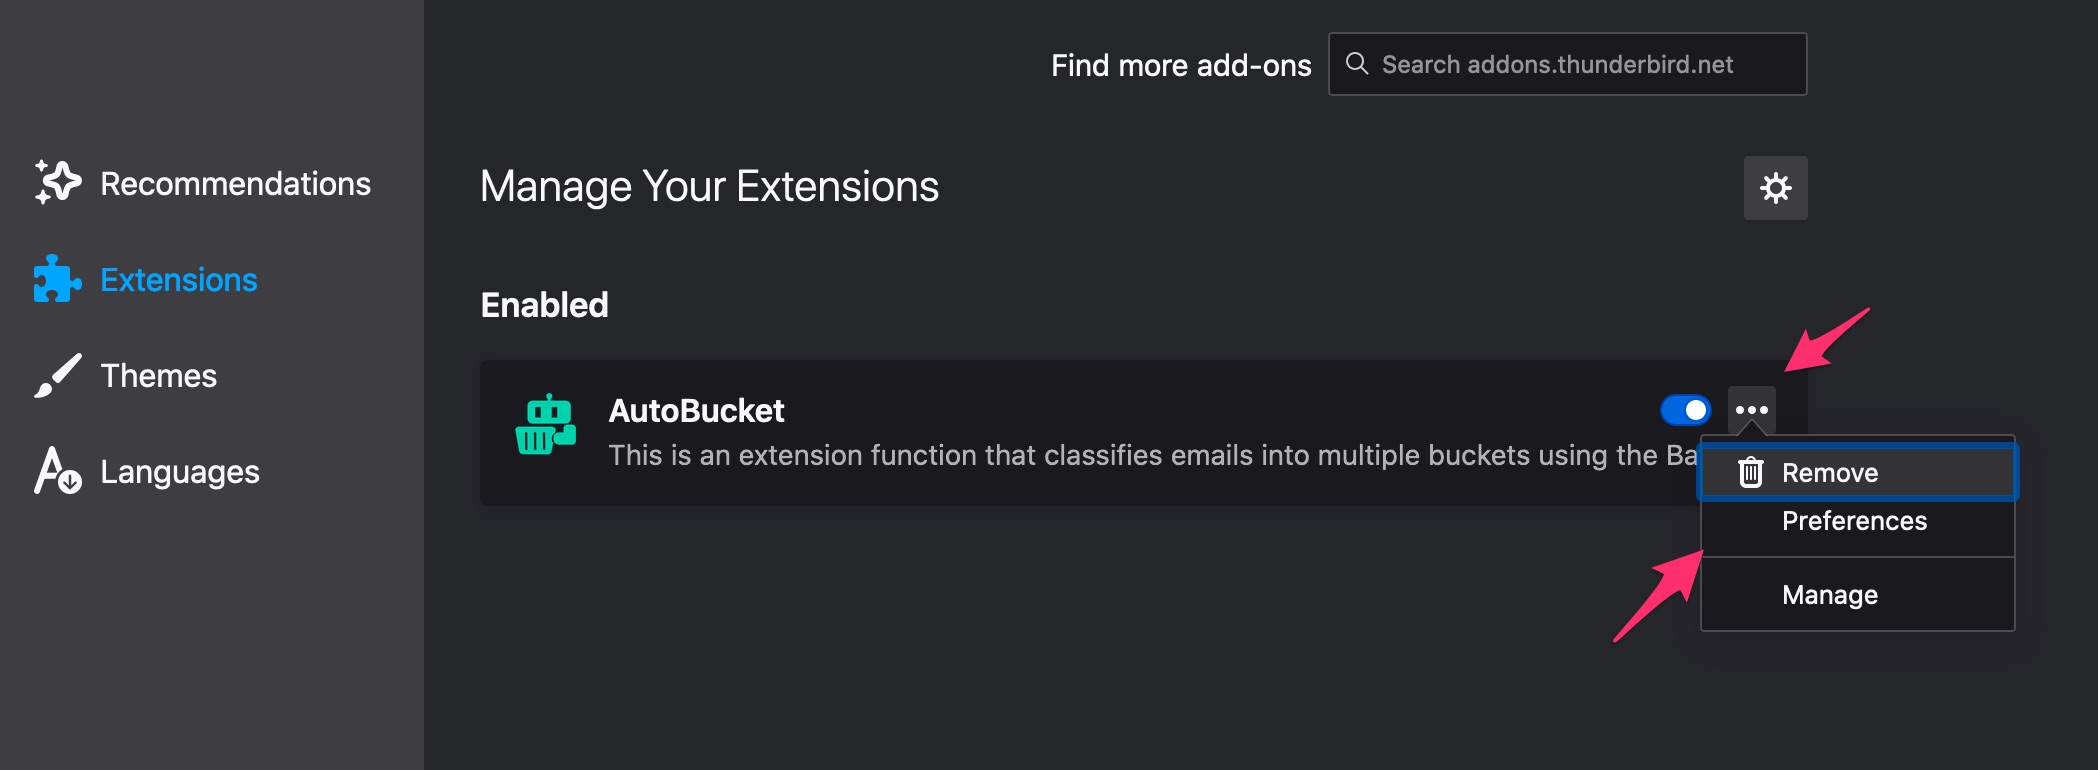 Find more add-ons
Search addons.thunderbird.net
Recommendations
Extensions
Themes
Languages
Manage Your Extensions
Enabled
AutoBucket
This is an extension function that classifies emails into multiple buckets using the Ba
Remove
Preferences
Manage